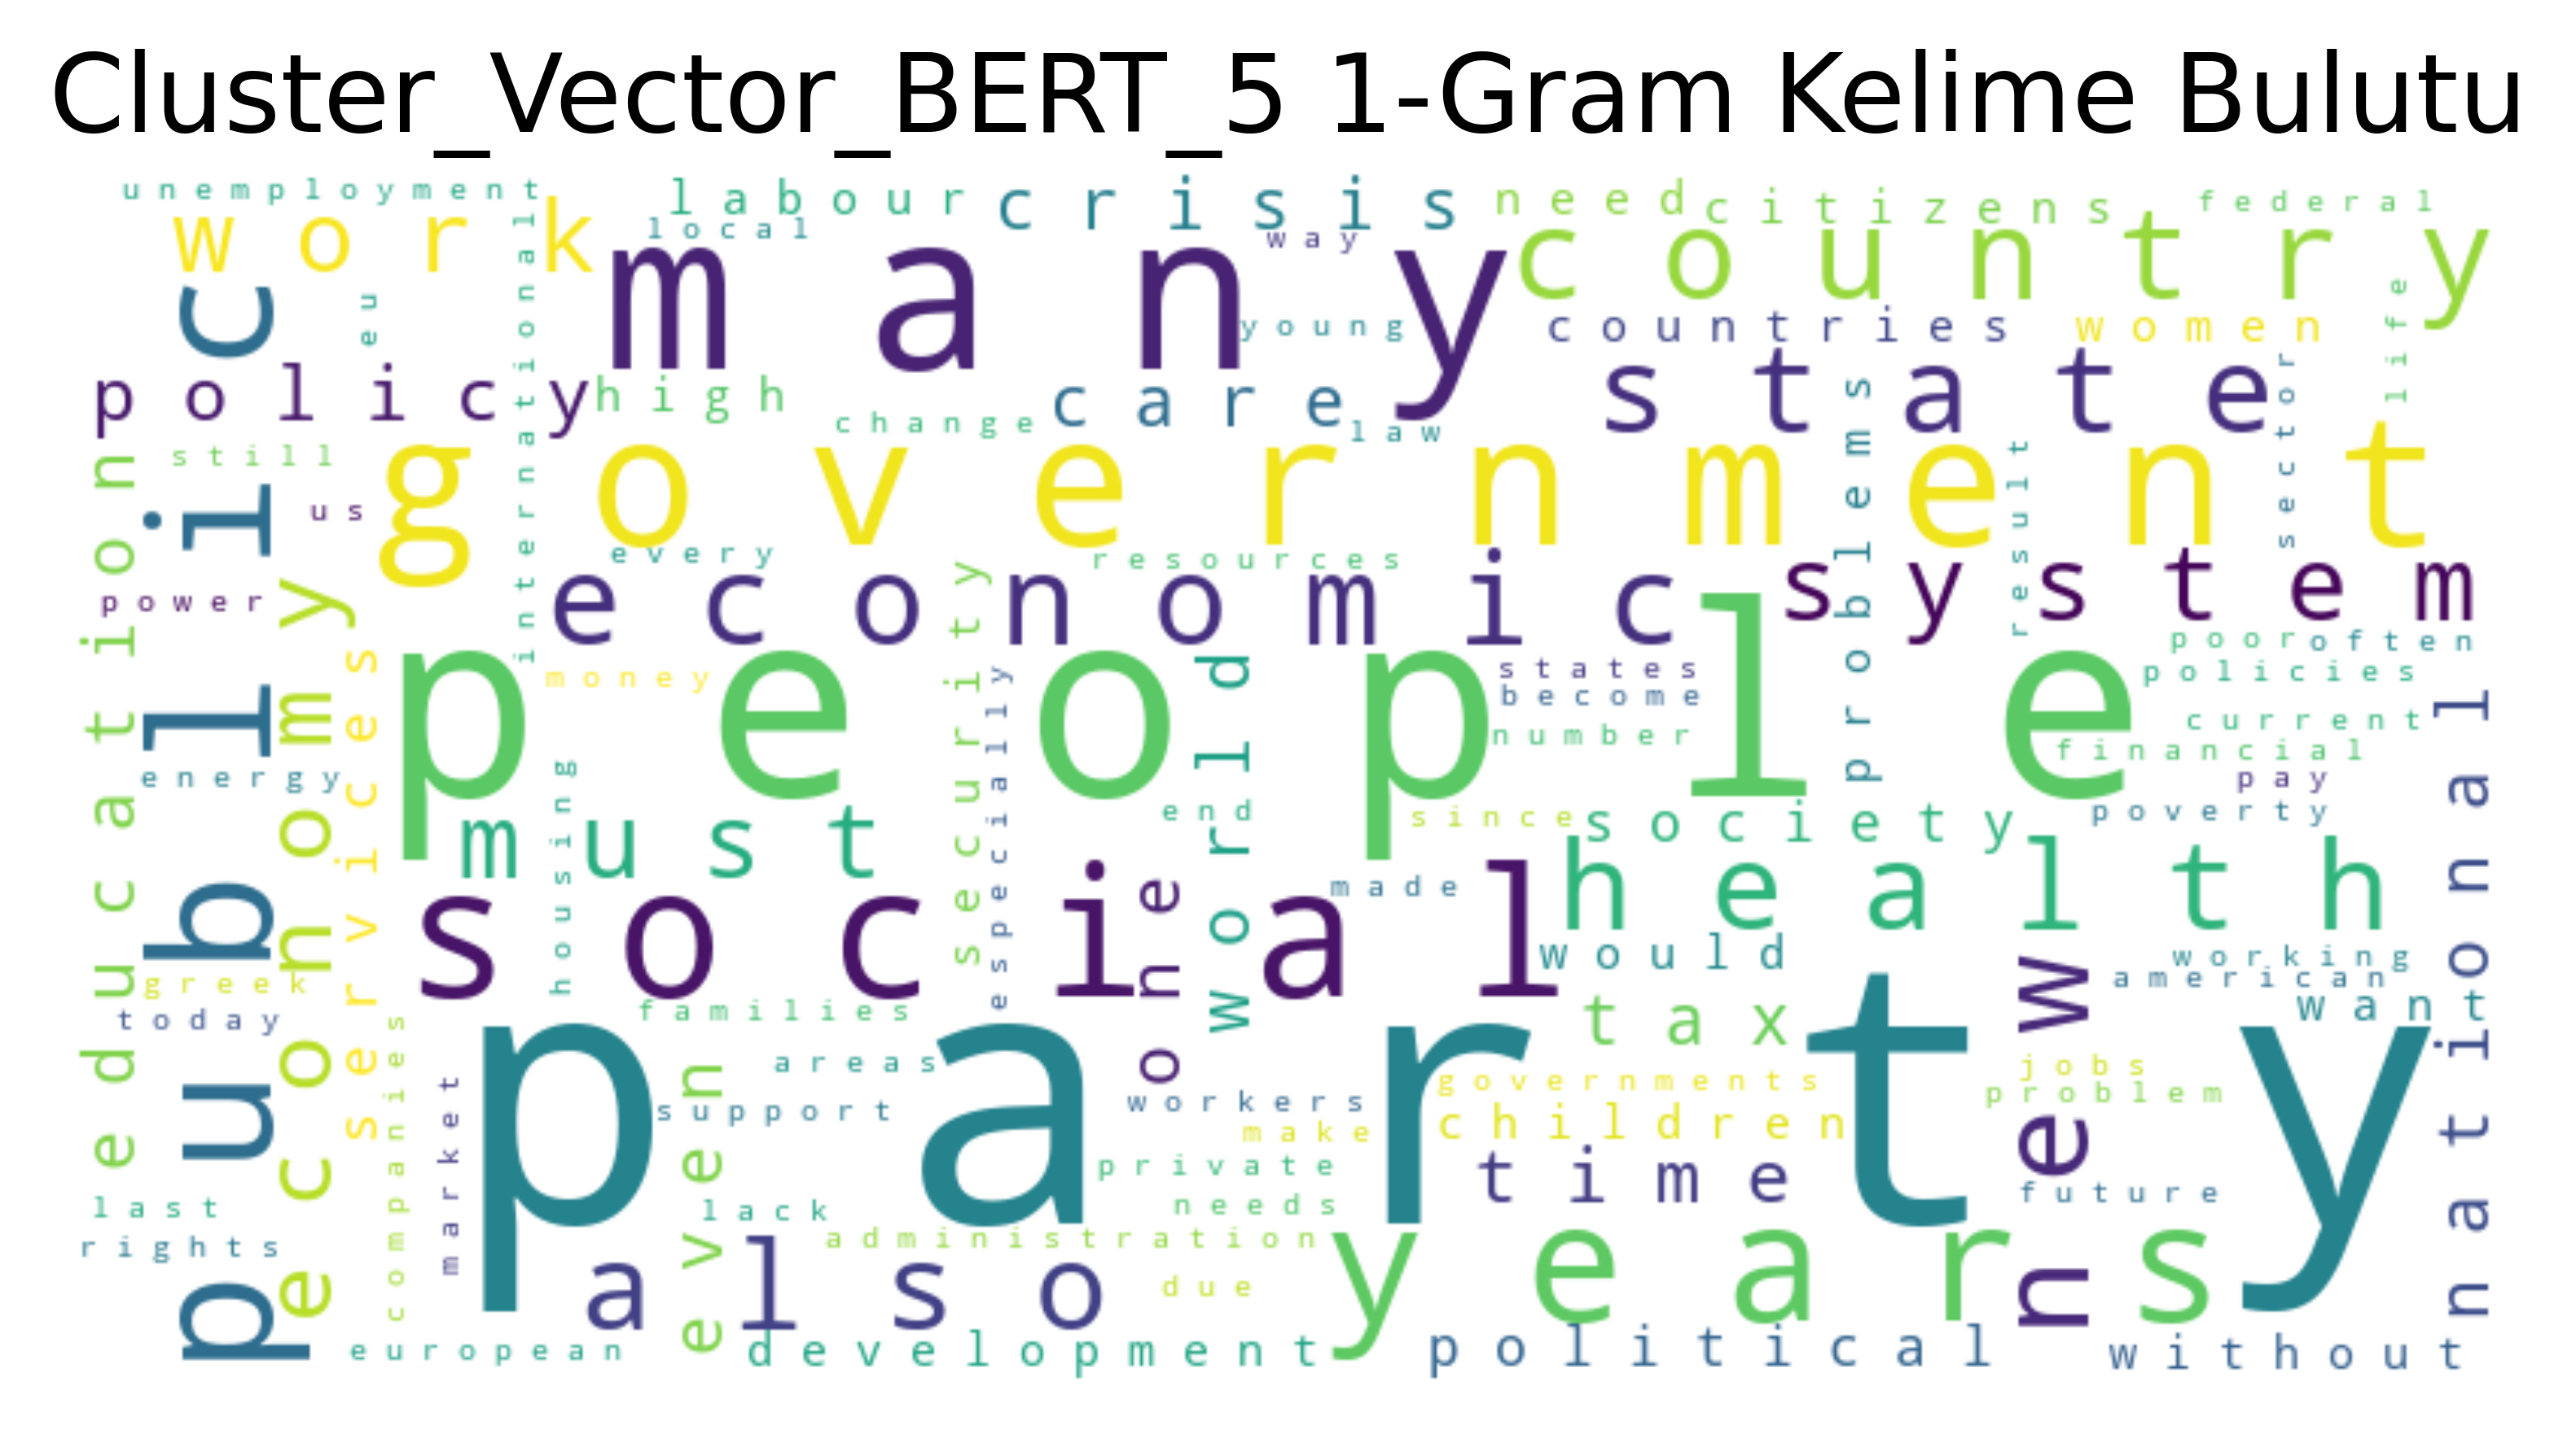 Cluster_Vector_BERT_5 1-Gram Kelime Bulutu
unemployment
labour
crisis
need
citizens
federal
work
local
way
many
country
international
eu
young
countries
women
life
public
policy
high
care
state
change
law
sector
problems
still
government
result
education
us
every
resources
economic
system
power
economy
security
services
money
people
world
states
become
poor
often
policies
especially
number
current
national
financial
energy
housing
pay
must
end
since
society
poverty
health
social
one
made
would
new
working
american
greek
today
families
tax
want
companies
market
party
areas
even
support
workers
governments
children
jobs
problem
make
private
time
last
lack
needs
future
rights
administration
also
due
years
european
development
political
without